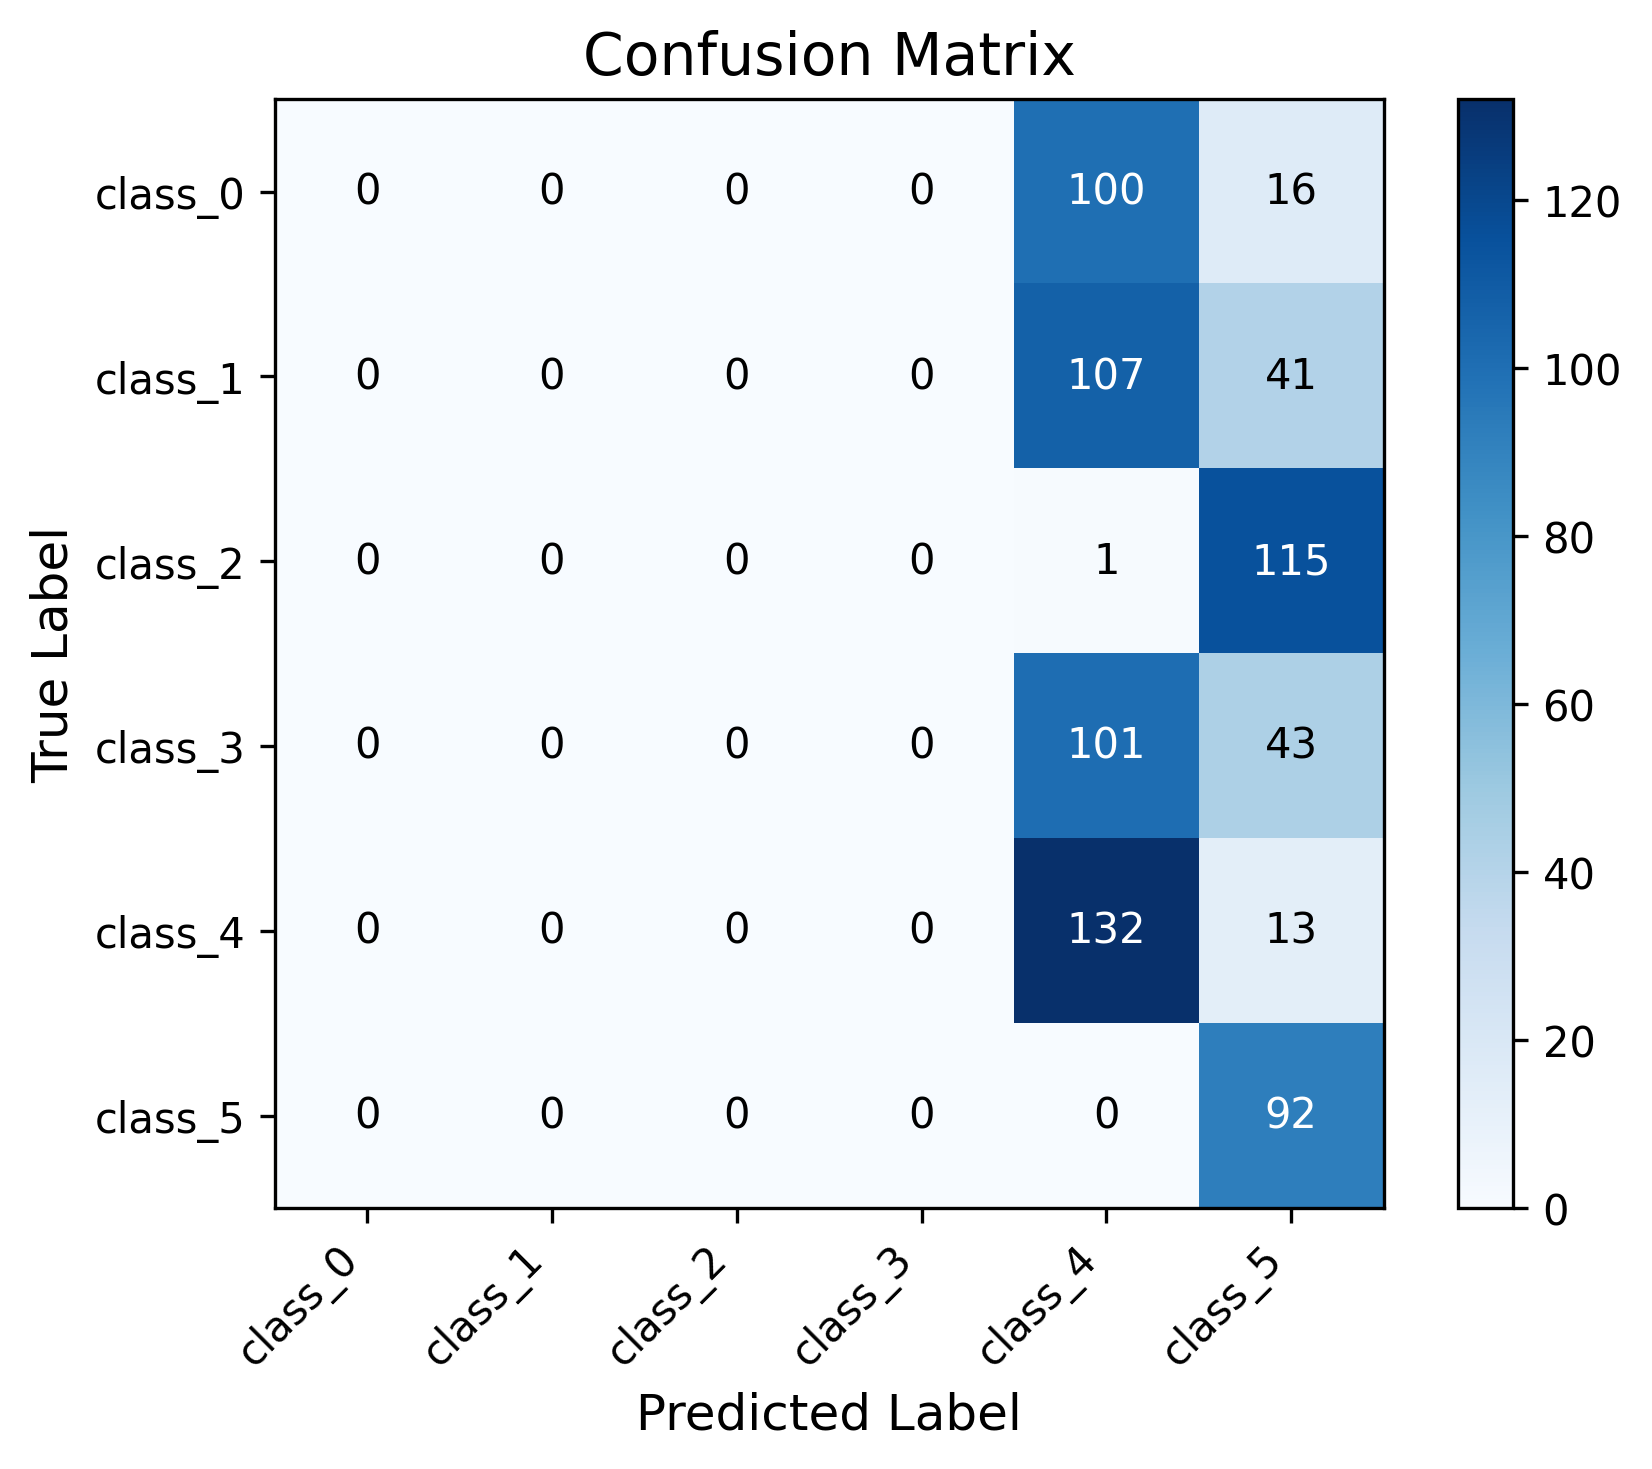 Confusion Matrix
class_0 0 0 0 0 100 16
class_1 0 0 0 0 107 41
class_2 0 0 0 0 1 115
class_3 0 0 0 0 101 43
class_4 0 0 0 0 132 13
class_5 0 0 0 0 0 92
True Label
class_0 class_1 class_2 class_3 class_4 class_5
Predicted Label
120
100
80
60
40
20
0